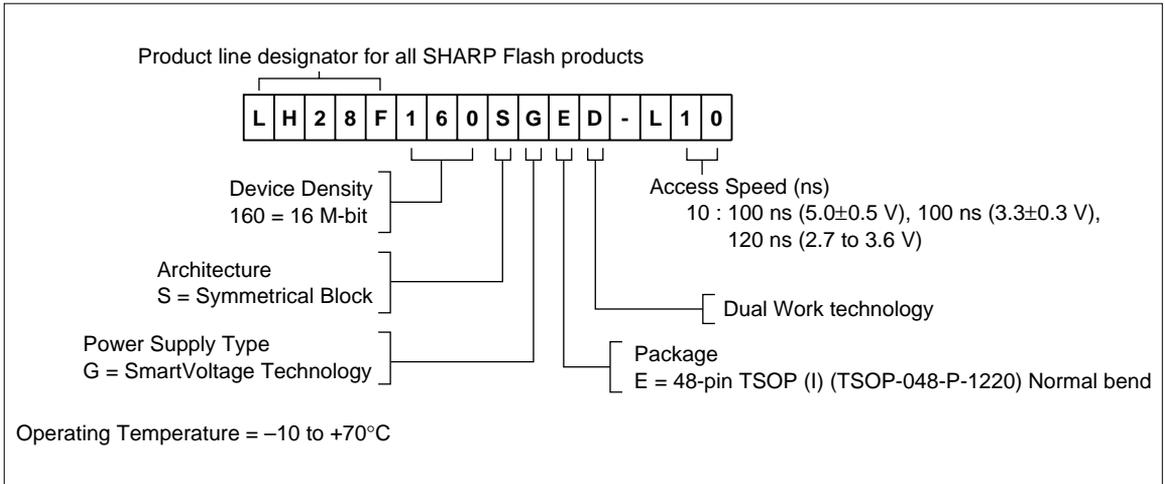 Product line designator for all SHARP Flash products
L H 2 8 F 1 6 0 S G E D - L 1 0
Device Density
160 = 16 M-bit
Access Speed (ns)
10 : 100 ns (5.0±0.5 V), 100 ns (3.3±0.3 V),
120 ns (2.7 to 3.6 V)
Architecture
S = Symmetrical Block
Dual Work technology
Power Supply Type
G = SmartVoltage Technology
Package
E = 48-pin TSOP (I) (TSOP-048-P-1220) Normal bend
Operating Temperature = –10 to +70°C